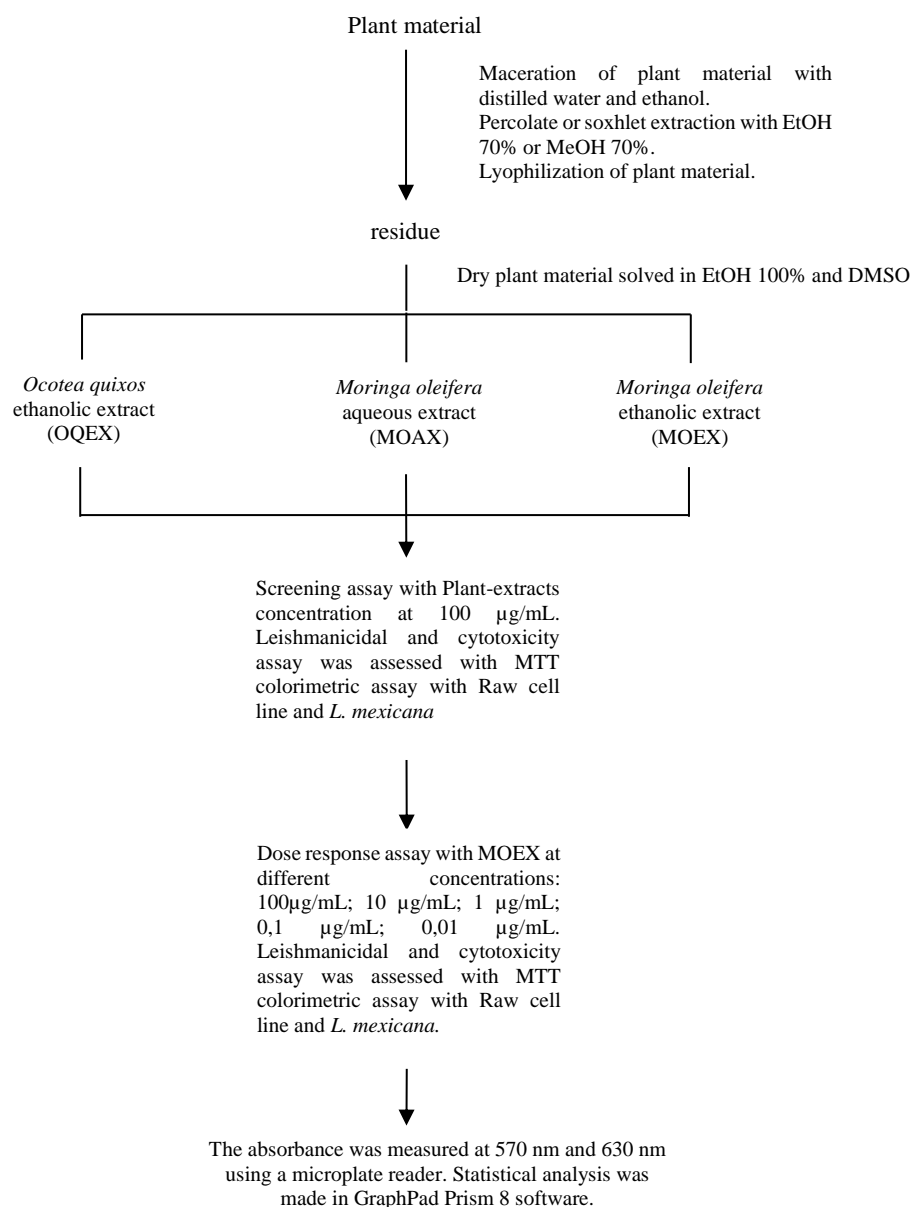 Plant material
Maceration of plant material with
distilled water and ethanol.
Percolate or soxhlet extraction with EtOH
70% or MeOH 70%.
Lyophilization of plant material.
residue
Dry plant material solved in EtOH 100% and DMSO
Ocotea quixos
ethanolic extract
(OQEX)
Moringa oleifera
aqueous extract
(MOAX)
Moringa oleifera
ethanolic extract
(MOEX)
Screening assay with Plant-extracts
concentration at 100 µg/mL.
Leishmanicidal and cytotoxicity
assay was assessed with MTT
colorimetric assay with Raw cell
line and L. mexicana
Dose response assay with MOEX at
different concentrations:
100µg/mL; 10 µg/mL; 1 µg/mL;
0,1 µg/mL; 0,01 µg/mL.
Leishmanicidal and cytotoxicity
assay was assessed with MTT
colorimetric assay with Raw cell
line and L. mexicana.
The absorbance was measured at 570 nm and 630 nm
using a microplate reader. Statistical analysis was
made in GraphPad Prism 8 software.